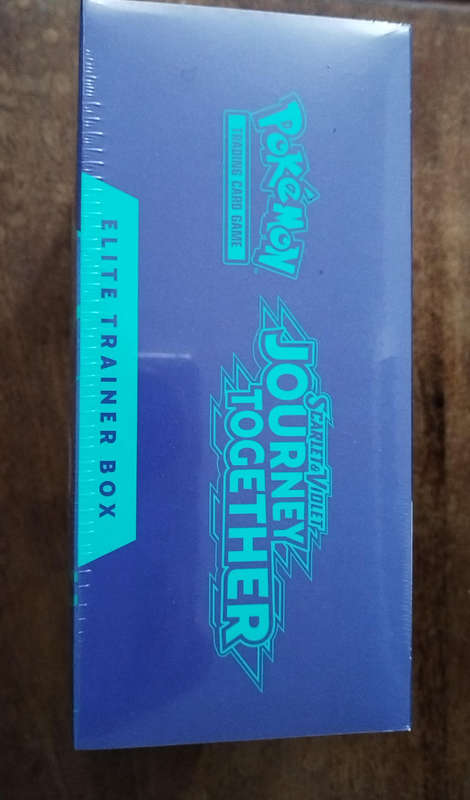 POKéMON
TRADING CARD GAME
SCARLET & VIOLET
JOURNEY
TOGETHER
ELITE TRAINER BOX